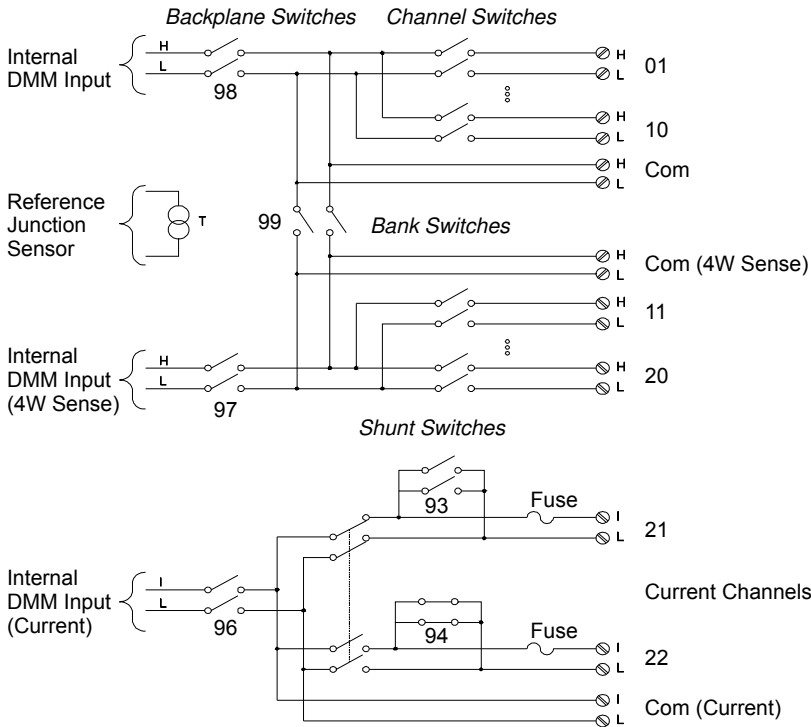 Backplane Switches
Channel Switches
Internal
DMM Input
H
L
98
H
L
01
H
L
10
H
L
Com
Reference
Junction
Sensor
T
99
Bank Switches
H
L
Com (4W Sense)
H
L
11
Internal
DMM Input
(4W Sense)
H
L
97
H
L
20
Shunt Switches
93
Fuse
I
L
21
Internal
DMM Input
(Current)
I
L
96
Current Channels
94
Fuse
I
L
22
I
L
Com (Current)